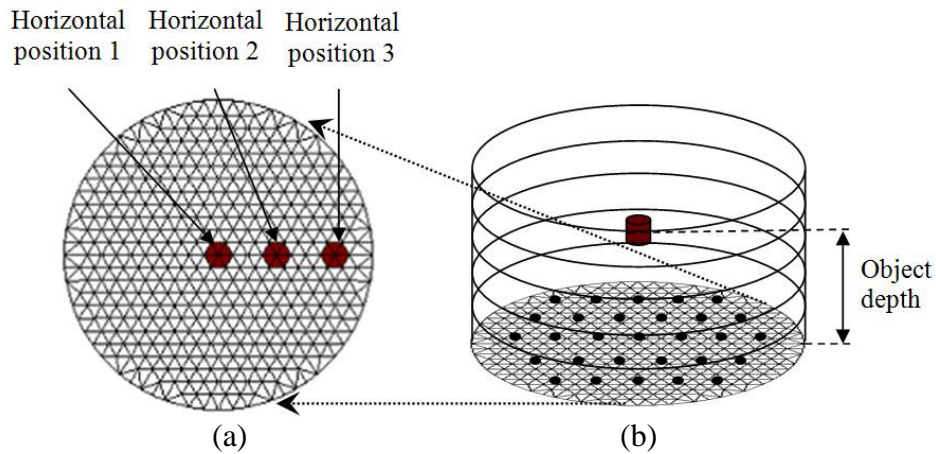 Horizontal
position 1
Horizontal
position 2
Horizontal
position 3
Object
depth
(a)
(b)